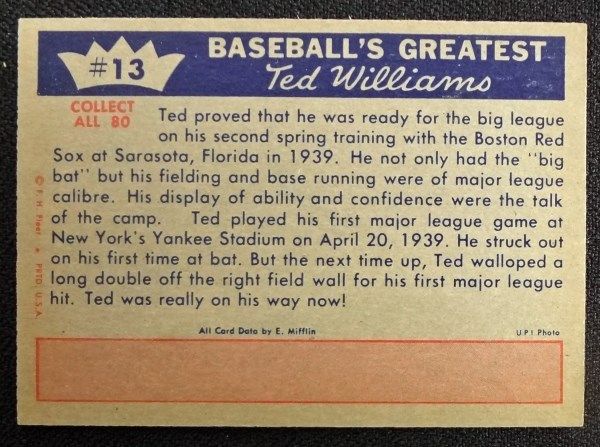 #13
BASEBALL'S GREATEST
Ted Williams
COLLECT
ALL 80
Ted proved that he was ready for the big league
on his second spring training with the Boston Red
Sox at Sarasota, Florida in 1939. He not only had the "big
bat" but his fielding and base running were of major league
calibre. His display of ability and confidence were the talk
of the camp. Ted played his first major league game at
New York's Yankee Stadium on April 20, 1939. He struck out
on his first time at bat. But the next time up, Ted walloped a
long double off the right field wall for his first major league
hit. Ted was really on his way now!
© F. H. Fleer ★ PRTD. U.S.A.
All Card Data by E. Mifflin
UPI Photo